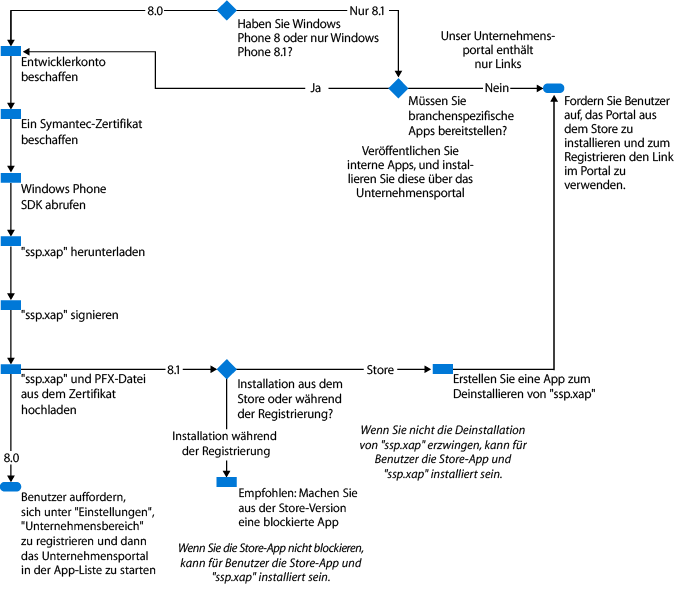 8.0
Nur 8.1
Haben Sie Windows
Phone 8 oder nur Windows
Phone 8.1?
Unser Unternehmens-
portal enthält
nur Links
Entwicklerkonto
beschaffen
Ja
Nein
Müssen Sie
branchenspezifische
Apps bereitstellen?
Fordern Sie Benutzer
auf, das Portal aus
dem Store zu
installieren und zum
Registrieren den Link
im Portal zu
verwenden.
Ein Symantec-Zertifikat
beschaffen
Veröffentlichen Sie
interne Apps, und instal-
lieren Sie diese über das
Unternehmensportal
Windows Phone
SDK abrufen
"ssp.xap" herunterladen
"ssp.xap" signieren
"ssp.xap" und PFX-Datei
aus dem Zertifikat
hochladen
8.1
Installation aus dem
Store oder während
der Registrierung?
Store
Erstellen Sie eine App zum
Deinstallieren von "ssp.xap"
Installation während
der Registrierung
Wenn Sie nicht die Deinstallation
von "ssp.xap" erzwingen, kann für
Benutzer die Store-App und
"ssp.xap" installiert sein.
8.0
Benutzer auffordern,
sich unter "Einstellungen",
"Unternehmensbereich"
zu registrieren und dann
das Unternehmensportal
in der App-Liste zu starten
Empfohlen: Machen Sie
aus der Store-Version
eine blockierte App
Wenn Sie die Store-App nicht blockieren,
kann für Benutzer die Store-App und
"ssp.xap" installiert sein.